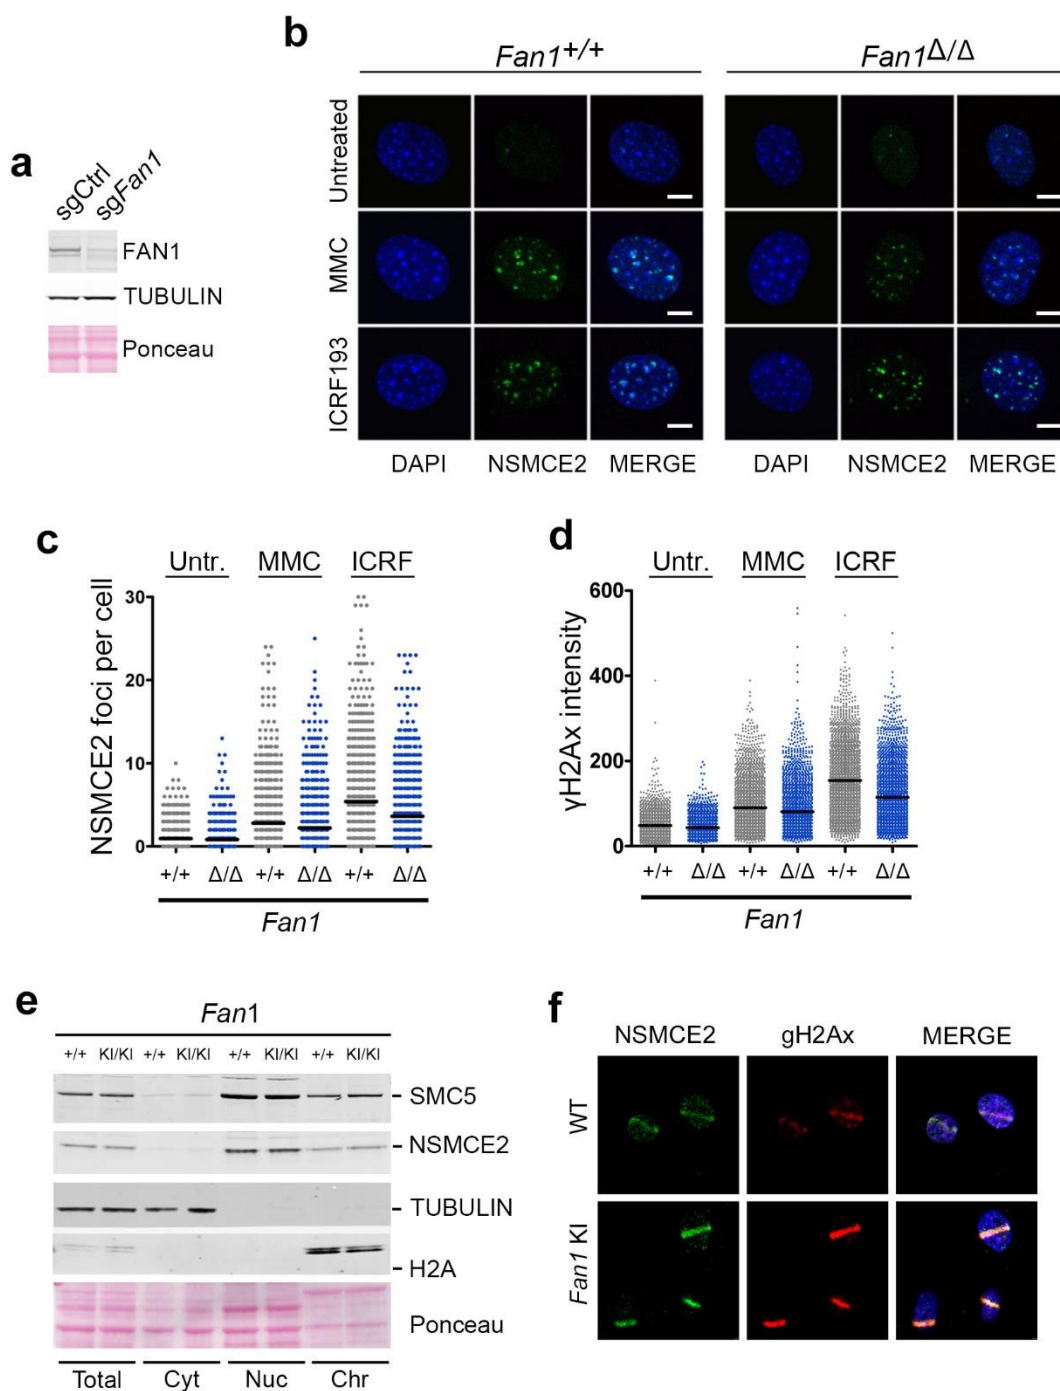 a
sgCtrl
sgFan1
FAN1
TUBULIN
Ponceau
b
Fan1+/+
Fan1Δ/Δ
Untreated
MMC
ICRF193
DAPI NSMCE2 MERGE DAPI NSMCE2 MERGE
c
Untr. MMC ICRF
NSMCE2 foci per cell
30
20
10
0
+/+ Δ/Δ +/+ Δ/Δ +/+ Δ/Δ
Fan1
d
Untr. MMC ICRF
γH2Ax intensity
600
400
200
0
+/+ Δ/Δ +/+ Δ/Δ +/+ Δ/Δ
Fan1
e
Fan1
+/+ KI/KI +/+ KI/KI +/+ KI/KI +/+ KI/KI
SMC5
NSMCE2
TUBULIN
H2A
Ponceau
Total Cyt Nuc Chr
f
NSMCE2 gH2Ax MERGE
WT
Fan1 KI